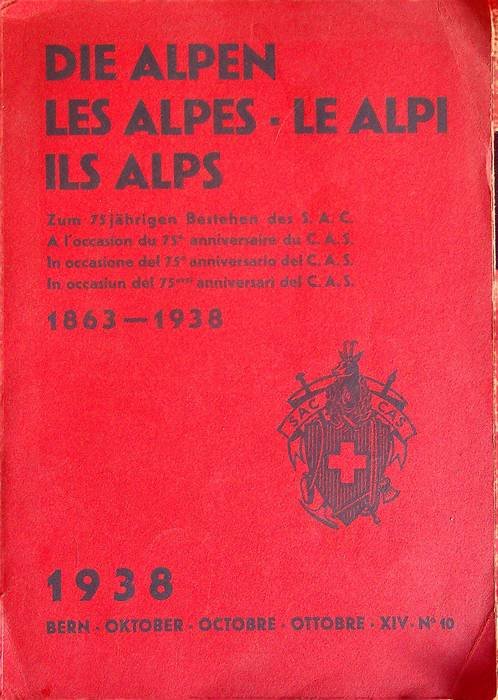 DIE ALPEN
LES ALPES · LE ALPI
ILS ALPS
Zum 75jährigen Bestehen des S. A. C.
A l'occasion du 75e anniversaire du C. A. S.
In occasione del 75o anniversario del C. A. S.
In occasiun del 75avel anniversari del C. A. S.
1863—1938
SAC CAS
1938
BERN · OKTOBER · OCTOBRE · OTTOBRE · XIV · No 10